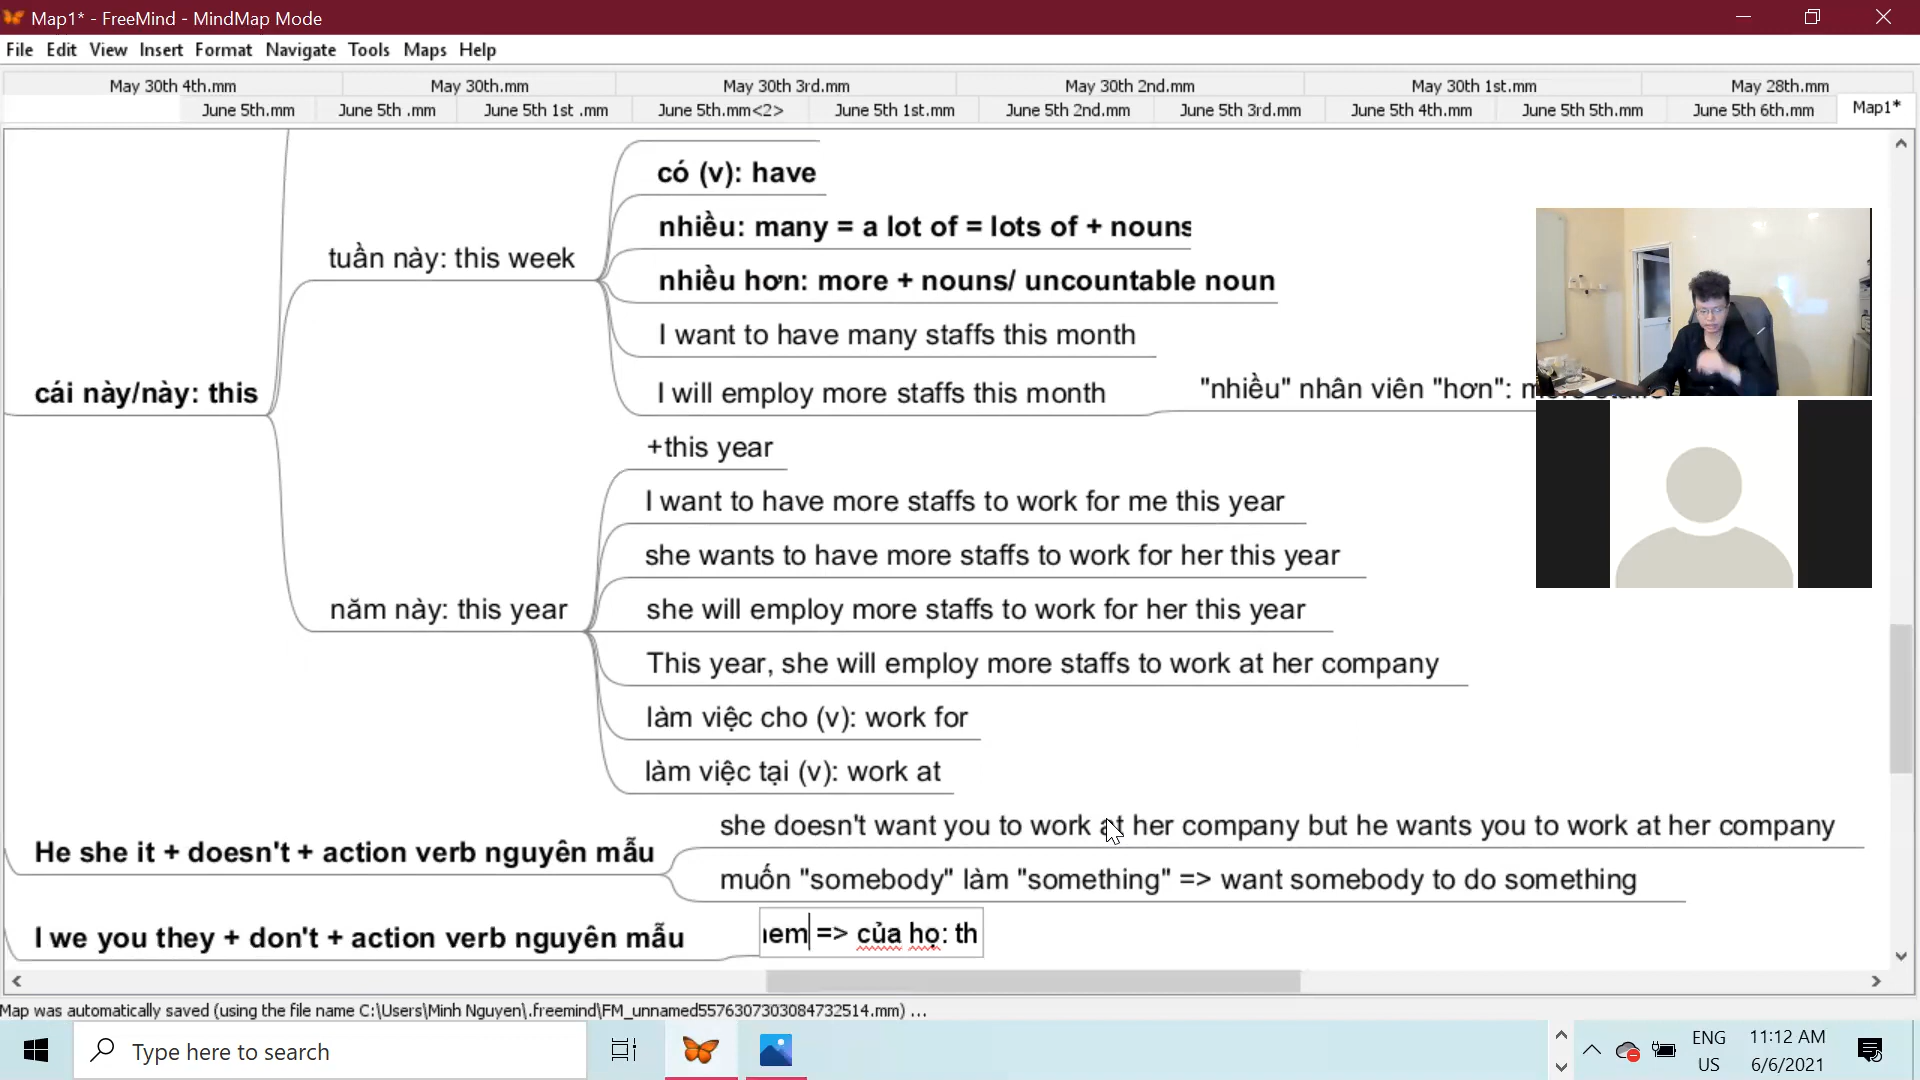 Map1* - FreeMind - MindMap Mode
File Edit View Insert Format Navigate Tools Maps Help
May 30th 4th.mm May 30th.mm May 30th 3rd.mm May 30th 2nd.mm May 30th 1st.mm May 28th.mm
June 5th.mm June 5th .mm June 5th 1st .mm June 5th.mm<2> June 5th 1st.mm June 5th 2nd.mm June 5th 3rd.mm June 5th 4th.mm June 5th 5th.mm June 5th 6th.mm Map1*
có (v): have
nhiều: many = a lot of = lots of + nouns
tuần này: this week
nhiều hơn: more + nouns/ uncountable noun
I want to have many staffs this month
cái này/này: this
I will employ more staffs this month
"nhiều" nhân viên "hơn":
+this year
I want to have more staffs to work for me this year
she wants to have more staffs to work for her this year
năm này: this year
she will employ more staffs to work for her this year
This year, she will employ more staffs to work at her company
làm việc cho (v): work for
làm việc tại (v): work at
she doesn't want you to work at her company but he wants you to work at her company
He she it + doesn't + action verb nguyên mẫu
muốn "somebody" làm "something" => want somebody to do something
I we you they + don't + action verb nguyên mẫu
=> của họ: th
Map was automatically saved (using the file name C:\Users\Minh Nguyen\.freemind\FM_unnamed5576307303084732514.mm) ...
Type here to search
ENG
US
11:12 AM
6/6/2021